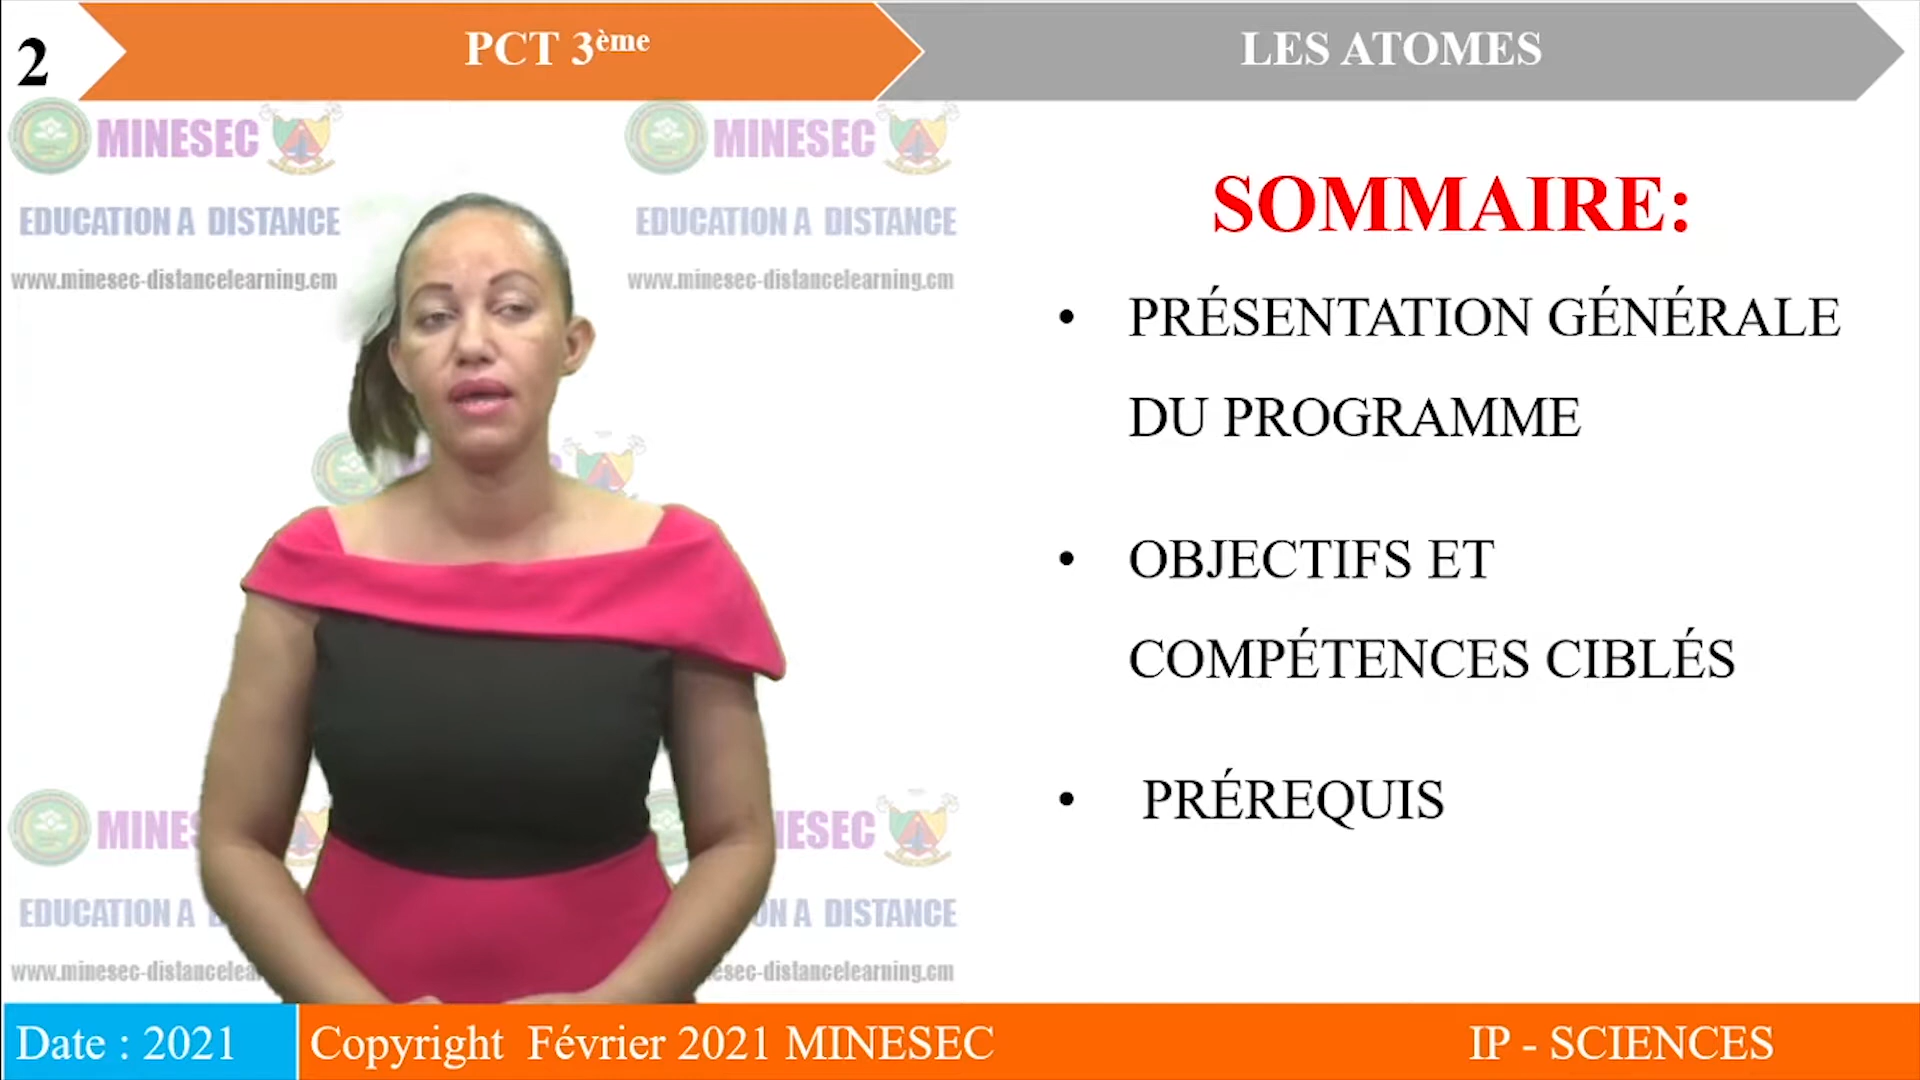 2
PCT 3ème
LES ATOMES
MINESEC
MINESEC
EDUCATION A DISTANCE
EDUCATION A DISTANCE
www.minesec-distancelearning.cm
www.minesec-distancelearning.cm
SOMMAIRE:
• PRÉSENTATION GÉNÉRALE
DU PROGRAMME
• OBJECTIFS ET
COMPÉTENCES CIBLÉS
• PRÉREQUIS
EDUCATION A
DISTANCE
Date : 2021
Copyright Février 2021 MINESEC
IP - SCIENCES